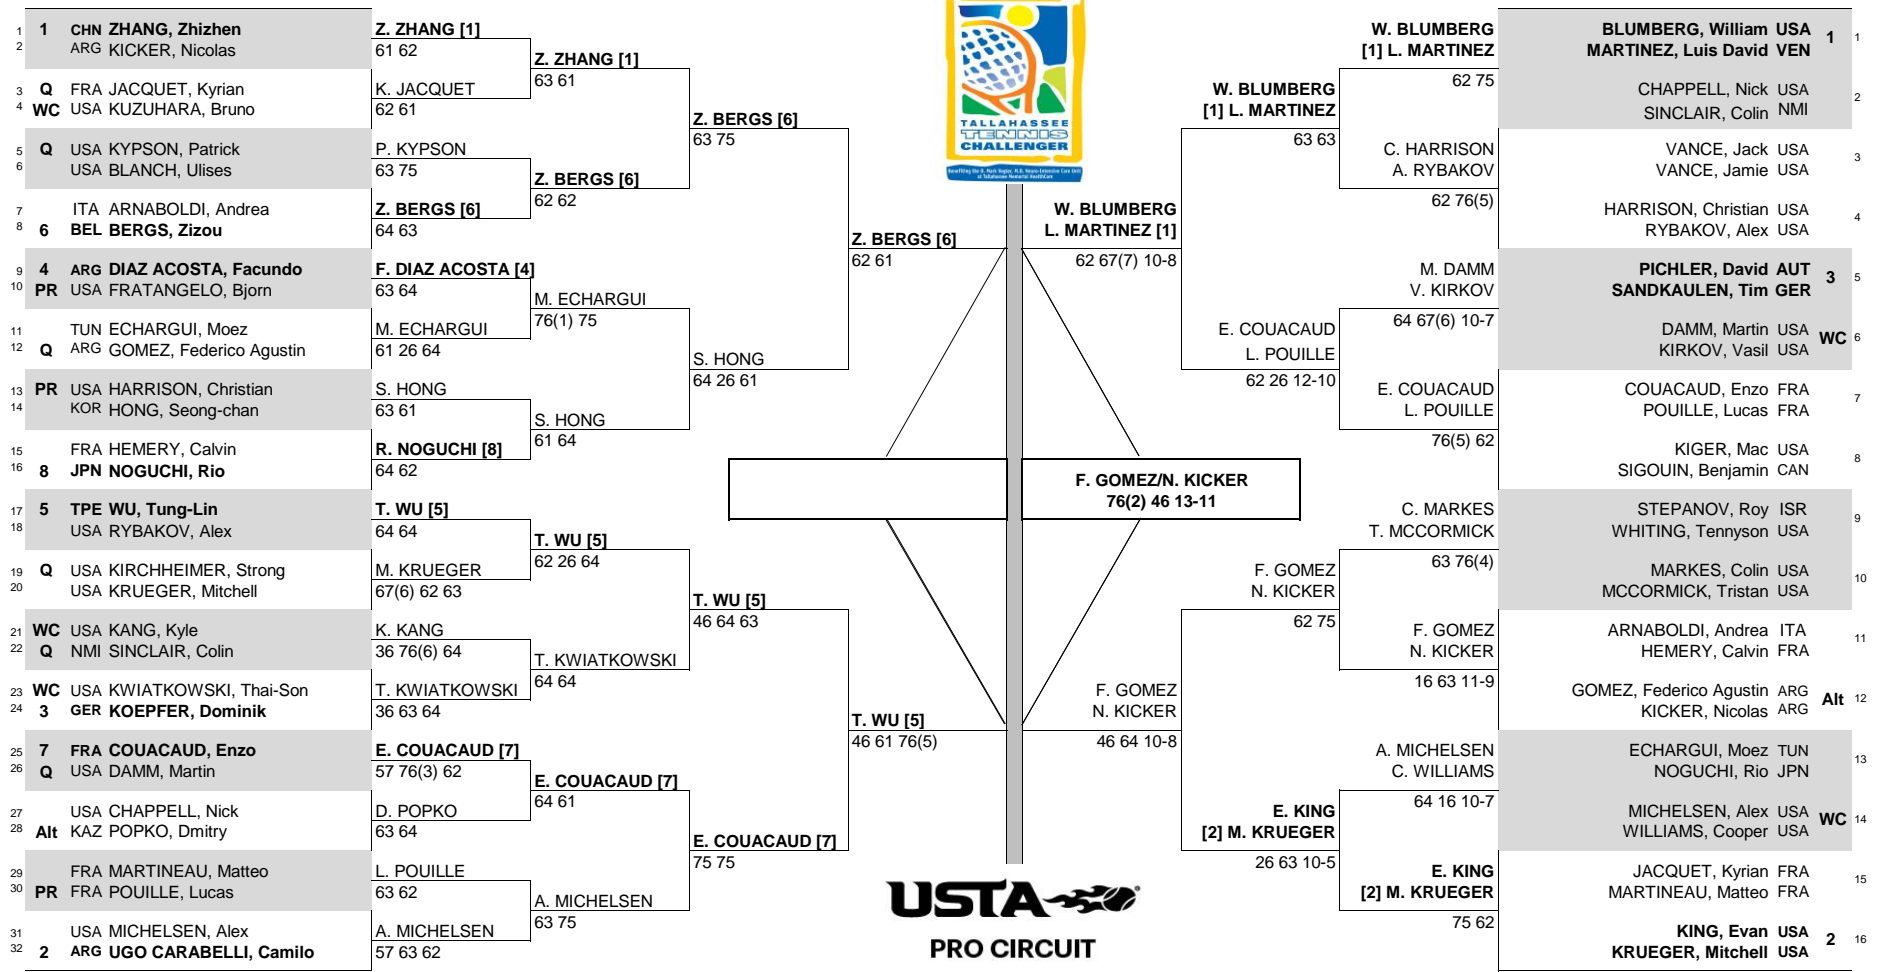 1 1 CHN ZHANG, Zhizhen
2 ARG KICKER, Nicolas
3 Q FRA JACQUET, Kyrian
4 WC USA KUZUHARA, Bruno
5 Q USA KYPSON, Patrick
6 USA BLANCH, Ulises
7 ITA ARNABOLDI, Andrea
8 6 BEL BERGS, Zizou
9 4 ARG DIAZ ACOSTA, Facundo
10 PR USA FRATANGELO, Bjorn
11 TUN ECHARGUI, Moez
12 Q ARG GOMEZ, Federico Agustin
13 PR USA HARRISON, Christian
14 KOR HONG, Seong-chan
15 FRA HEMERY, Calvin
16 8 JPN NOGUCHI, Rio
17 5 TPE WU, Tung-Lin
18 USA RYBAKOV, Alex
19 Q USA KIRCHHEIMER, Strong
20 USA KRUEGER, Mitchell
21 WC USA KANG, Kyle
22 Q NMI SINCLAIR, Colin
23 WC USA KWIATKOWSKI, Thai-Son
24 3 GER KOEPFER, Dominik
25 7 FRA COUACAUD, Enzo
26 Q USA DAMM, Martin
27 USA CHAPPELL, Nick
28 Alt KAZ POPKO, Dmitry
29 FRA MARTINEAU, Matteo
30 PR FRA POUILLE, Lucas
31 USA MICHELSEN, Alex
32 2 ARG UGO CARABELLI, Camilo
Z. ZHANG [1]
61 62
K. JACQUET
62 61
P. KYPSON
63 75
Z. BERGS [6]
64 63
F. DIAZ ACOSTA [4]
63 64
M. ECHARGUI
61 26 64
S. HONG
63 61
R. NOGUCHI [8]
64 62
T. WU [5]
64 64
M. KRUEGER
67(6) 62 63
K. KANG
36 76(6) 64
T. KWIATKOWSKI
36 63 64
E. COUACAUD [7]
57 76(3) 62
D. POPKO
63 64
L. POUILLE
63 62
A. MICHELSEN
57 63 62
Z. ZHANG [1]
63 61
Z. BERGS [6]
62 62
M. ECHARGUI
76(1) 75
S. HONG
61 64
T. WU [5]
62 26 64
T. KWIATKOWSKI
64 64
E. COUACAUD [7]
64 61
A. MICHELSEN
63 75
Z. BERGS [6]
63 75
S. HONG
64 26 61
T. WU [5]
46 64 63
E. COUACAUD [7]
75 75
Z. BERGS [6]
62 61
T. WU [5]
46 61 76(5)
TALLAHASSEE
TENNIS
CHALLENGER
F. GOMEZ/N. KICKER
76(2) 46 13-11
USTA
PRO CIRCUIT
W. BLUMBERG
L. MARTINEZ [1]
62 67(7) 10-8
F. GOMEZ
N. KICKER
46 64 10-8
W. BLUMBERG
[1] L. MARTINEZ
63 63
E. COUACAUD
L. POUILLE
62 26 12-10
F. GOMEZ
N. KICKER
62 75
E. KING
[2] M. KRUEGER
26 63 10-5
W. BLUMBERG
[1] L. MARTINEZ
62 75
C. HARRISON
A. RYBAKOV
62 76(5)
M. DAMM
V. KIRKOV
64 67(6) 10-7
E. COUACAUD
L. POUILLE
76(5) 62
C. MARKES
T. MCCORMICK
63 76(4)
F. GOMEZ
N. KICKER
16 63 11-9
A. MICHELSEN
C. WILLIAMS
64 16 10-7
E. KING
[2] M. KRUEGER
75 62
BLUMBERG, William USA 1 1
MARTINEZ, Luis David VEN
CHAPPELL, Nick USA 2
SINCLAIR, Colin NMI
VANCE, Jack USA 3
VANCE, Jamie USA
HARRISON, Christian USA 4
RYBAKOV, Alex USA
PICHLER, David AUT 3 5
SANDKAULEN, Tim GER
DAMM, Martin USA WC 6
KIRKOV, Vasil USA
COUACAUD, Enzo FRA 7
POUILLE, Lucas FRA
KIGER, Mac USA 8
SIGOUIN, Benjamin CAN
STEPANOV, Roy ISR 9
WHITING, Tennyson USA
MARKES, Colin USA 10
MCCORMICK, Tristan USA
ARNABOLDI, Andrea ITA 11
HEMERY, Calvin FRA
GOMEZ, Federico Agustin ARG Alt 12
KICKER, Nicolas ARG
ECHARGUI, Moez TUN 13
NOGUCHI, Rio JPN
MICHELSEN, Alex USA WC 14
WILLIAMS, Cooper USA
JACQUET, Kyrian FRA 15
MARTINEAU, Matteo FRA
KING, Evan USA 2 16
KRUEGER, Mitchell USA